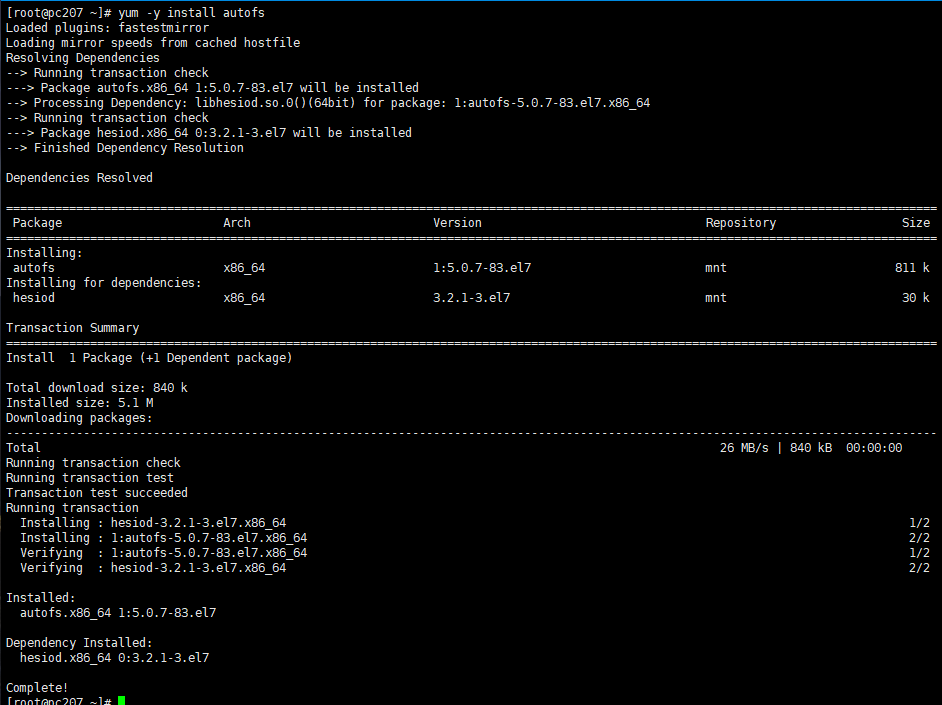 [root@pc207 ~]# yum -y install autofs
Loaded plugins: fastestmirror
Loading mirror speeds from cached hostfile
Resolving Dependencies
--> Running transaction check
---> Package autofs.x86_64 1:5.0.7-83.el7 will be installed
--> Processing Dependency: libhesiod.so.0()(64bit) for package: 1:autofs-5.0.7-83.el7.x86_64
--> Running transaction check
---> Package hesiod.x86_64 0:3.2.1-3.el7 will be installed
--> Finished Dependency Resolution
Dependencies Resolved
Package Arch Version Repository Size
Installing:
autofs x86_64 1:5.0.7-83.el7 mnt 811 k
Installing for dependencies:
hesiod x86_64 3.2.1-3.el7 mnt 30 k
Transaction Summary
Install  1 Package (+1 Dependent package)
Total download size: 840 k
Installed size: 5.1 M
Downloading packages:
Total 26 MB/s | 840 kB  00:00:00
Running transaction check
Running transaction test
Transaction test succeeded
Running transaction
Installing : hesiod-3.2.1-3.el7.x86_64 1/2
Installing : 1:autofs-5.0.7-83.el7.x86_64 2/2
Verifying  : 1:autofs-5.0.7-83.el7.x86_64 1/2
Verifying  : hesiod-3.2.1-3.el7.x86_64 2/2
Installed:
autofs.x86_64 1:5.0.7-83.el7
Dependency Installed:
hesiod.x86_64 0:3.2.1-3.el7
Complete!
[root@pc207 ~]#